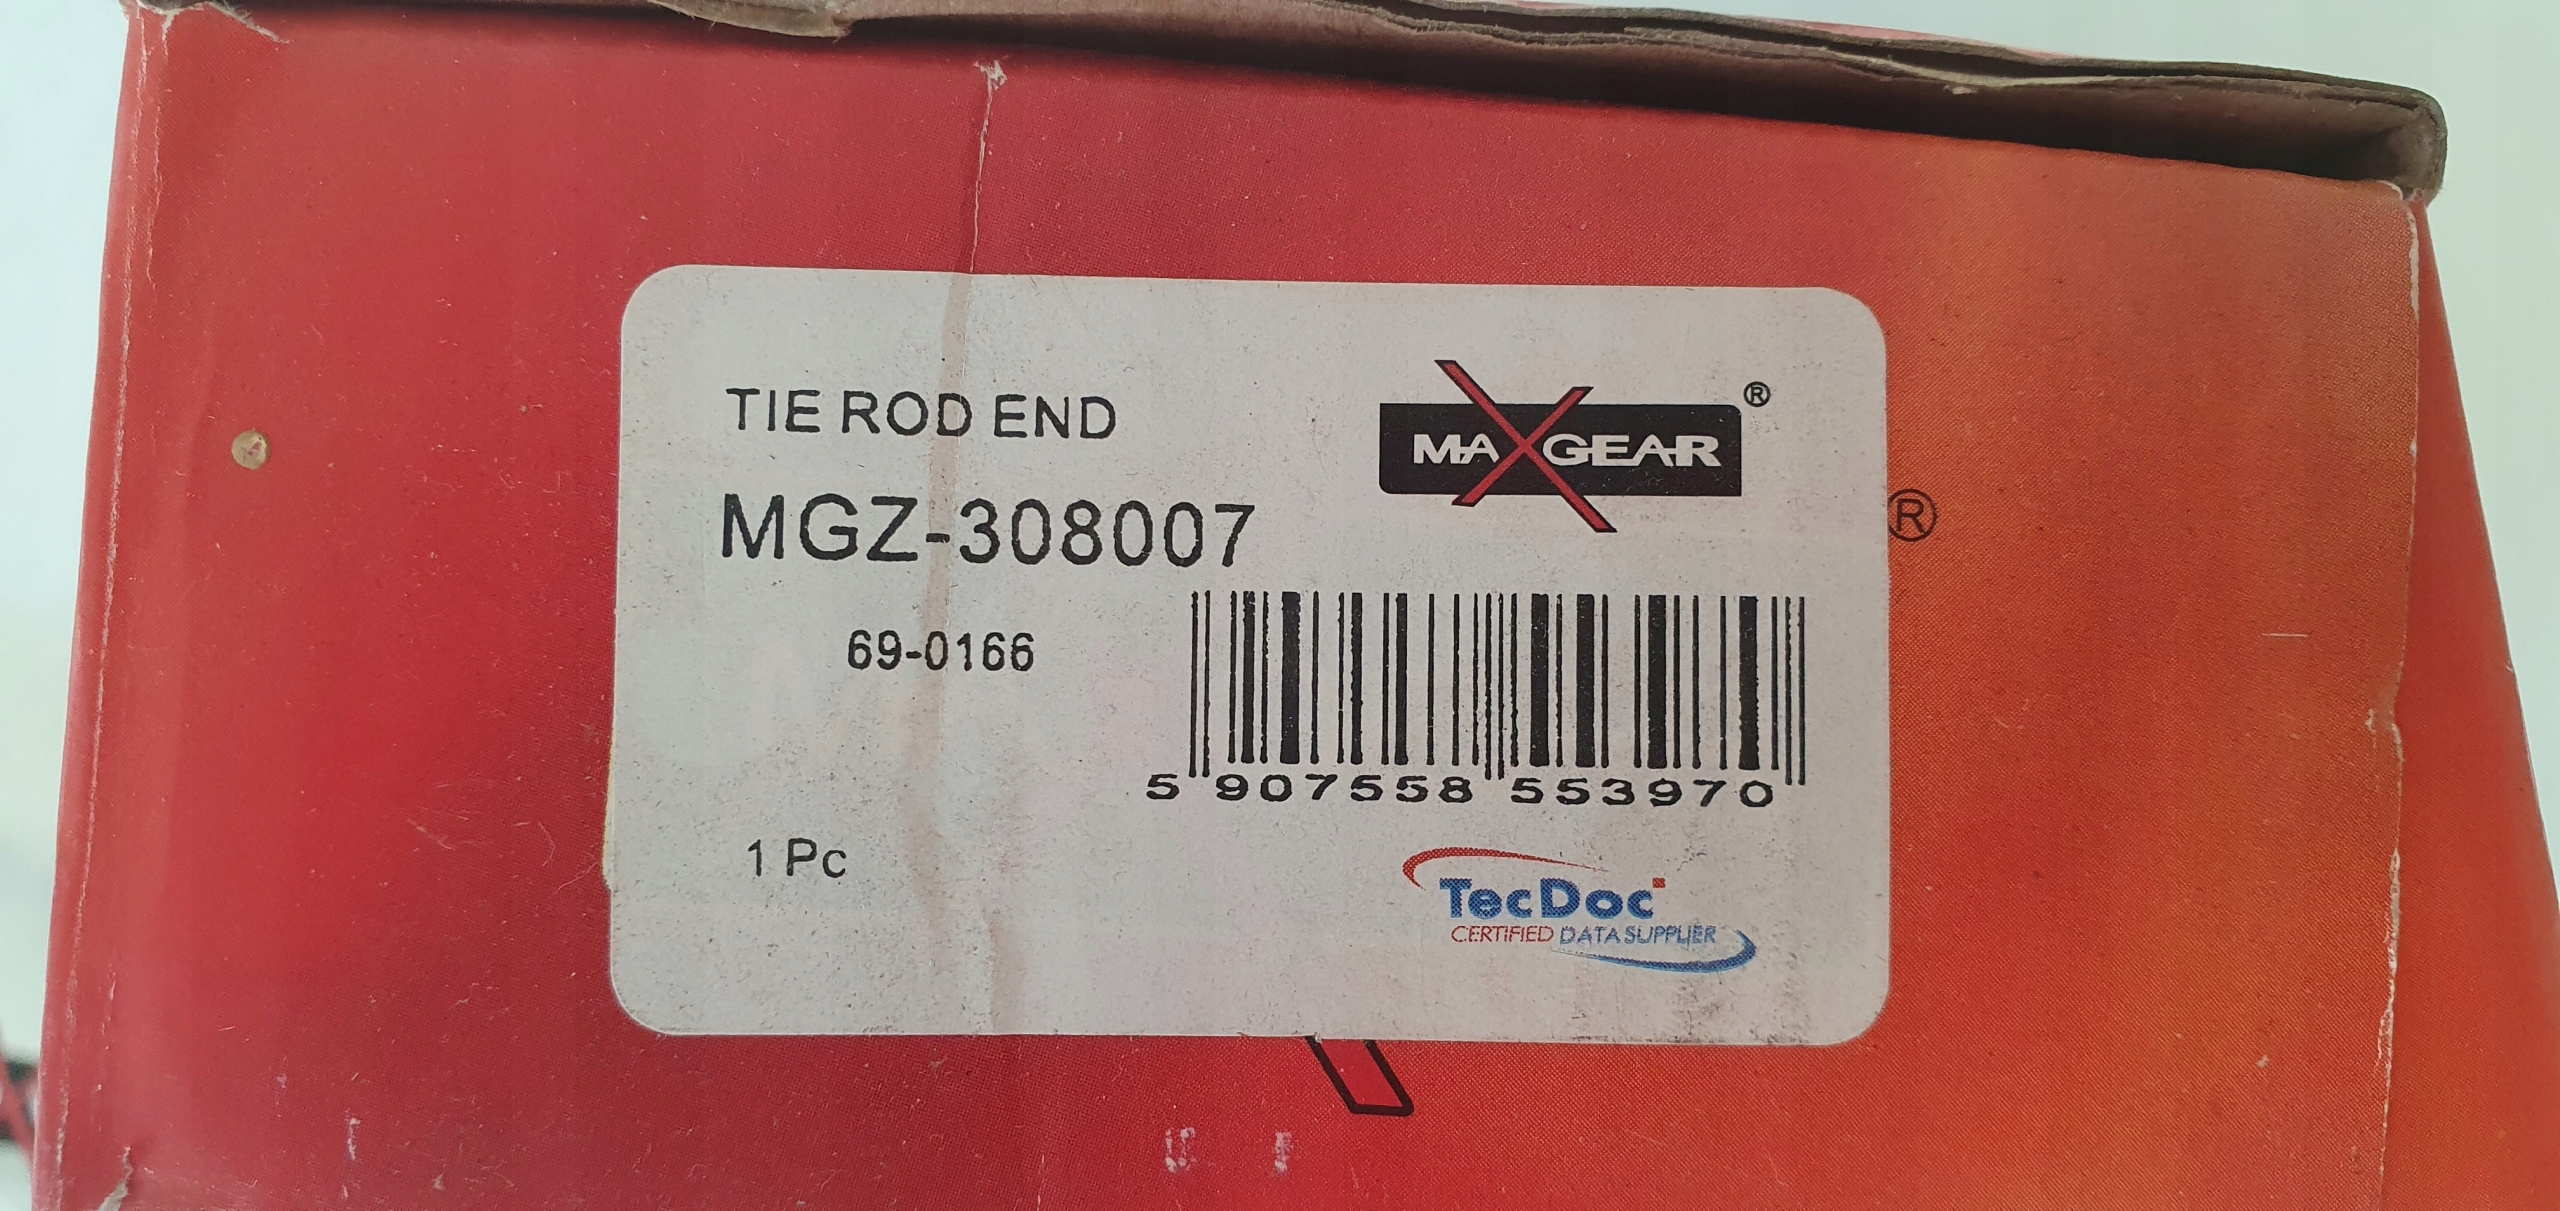 TIE ROD END
MAXGEAR®
MGZ-308007
®
69-0166
5 907558 553970
1 Pc
TecDoc
CERTIFIED DATA SUPPLIER